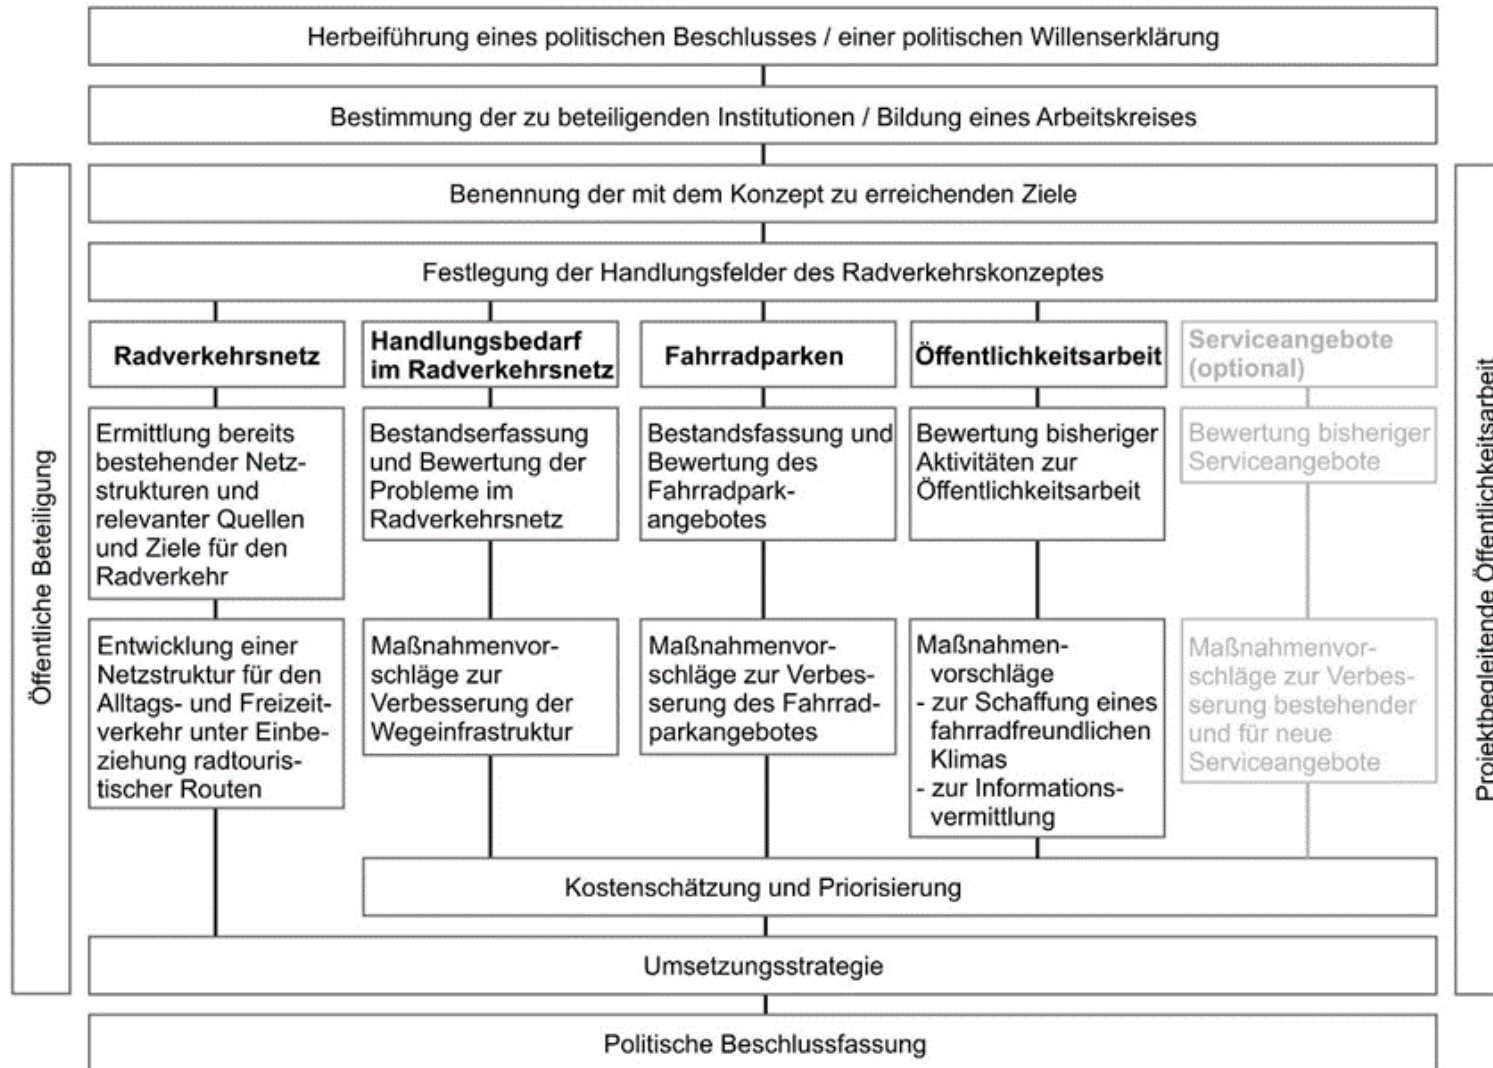 Herbeiführung eines politischen Beschlusses / einer politischen Willenserklärung
Bestimmung der zu beteiligenden Institutionen / Bildung eines Arbeitskreises
Öffentliche Beteiligung
Benennung der mit dem Konzept zu erreichenden Ziele
Festlegung der Handlungsfelder des Radverkehrskonzeptes
Radverkehrsnetz
Ermittlung bereits
bestehender Netz-
strukturen und
relevanter Quellen
und Ziele für den
Radverkehr
Entwicklung einer
Netzstruktur für den
Alltags- und Freizeit-
verkehr unter Einbe-
ziehung radtouris-
tischer Routen
Handlungsbedarf
im Radverkehrsnetz
Bestandserfassung
und Bewertung der
Probleme im
Radverkehrsnetz
Maßnahmenvor-
schläge zur
Verbesserung der
Wegeinfrastruktur
Fahrradparken
Bestandsfassung und
Bewertung des
Fahrradpark-
angebotes
Maßnahmenvor-
schläge zur Verbes-
serung des Fahrrad-
parkangebotes
Öffentlichkeitsarbeit
Bewertung bisheriger
Aktivitäten zur
Öffentlichkeitsarbeit
Maßnahmen-
vorschläge
- zur Schaffung eines
fahrradfreundlichen
Klimas
- zur Informations-
vermittlung
Serviceangebote
(optional)
Bewertung bisheriger
Serviceangebote
Maßnahmenvor-
schläge zur Verbes-
serung bestehender
und für neue
Serviceangebote
Kostenschätzung und Priorisierung
Umsetzungsstrategie
Projektbegleitende Öffentlichkeitsarbeit
Politische Beschlussfassung